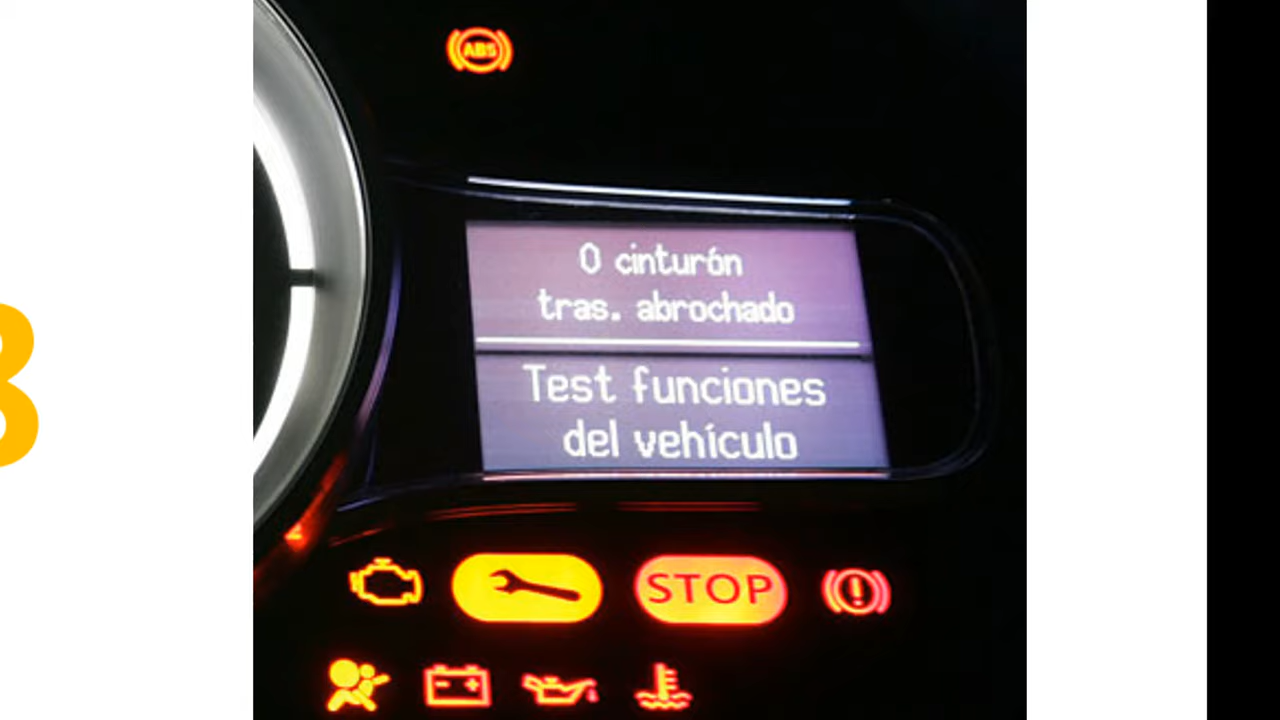 ABS
0 cinturón
tras. abrochado
Test funciones
del vehículo
STOP